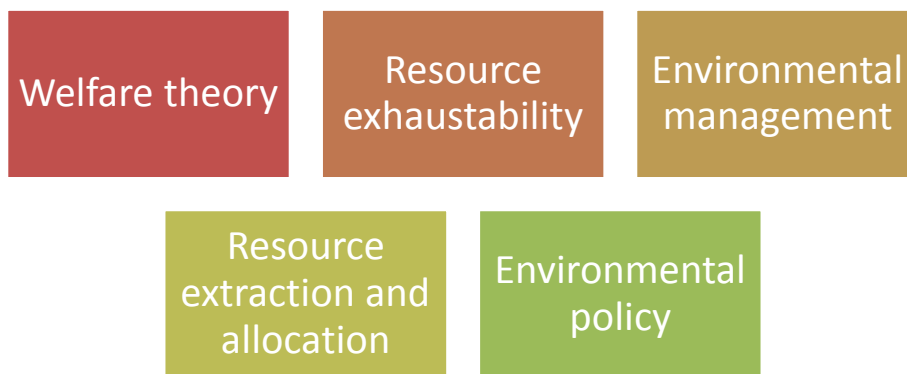 Welfare theory
Resource
exhaustability
Environmental
management
Resource
extraction and
allocation
Environmental
policy